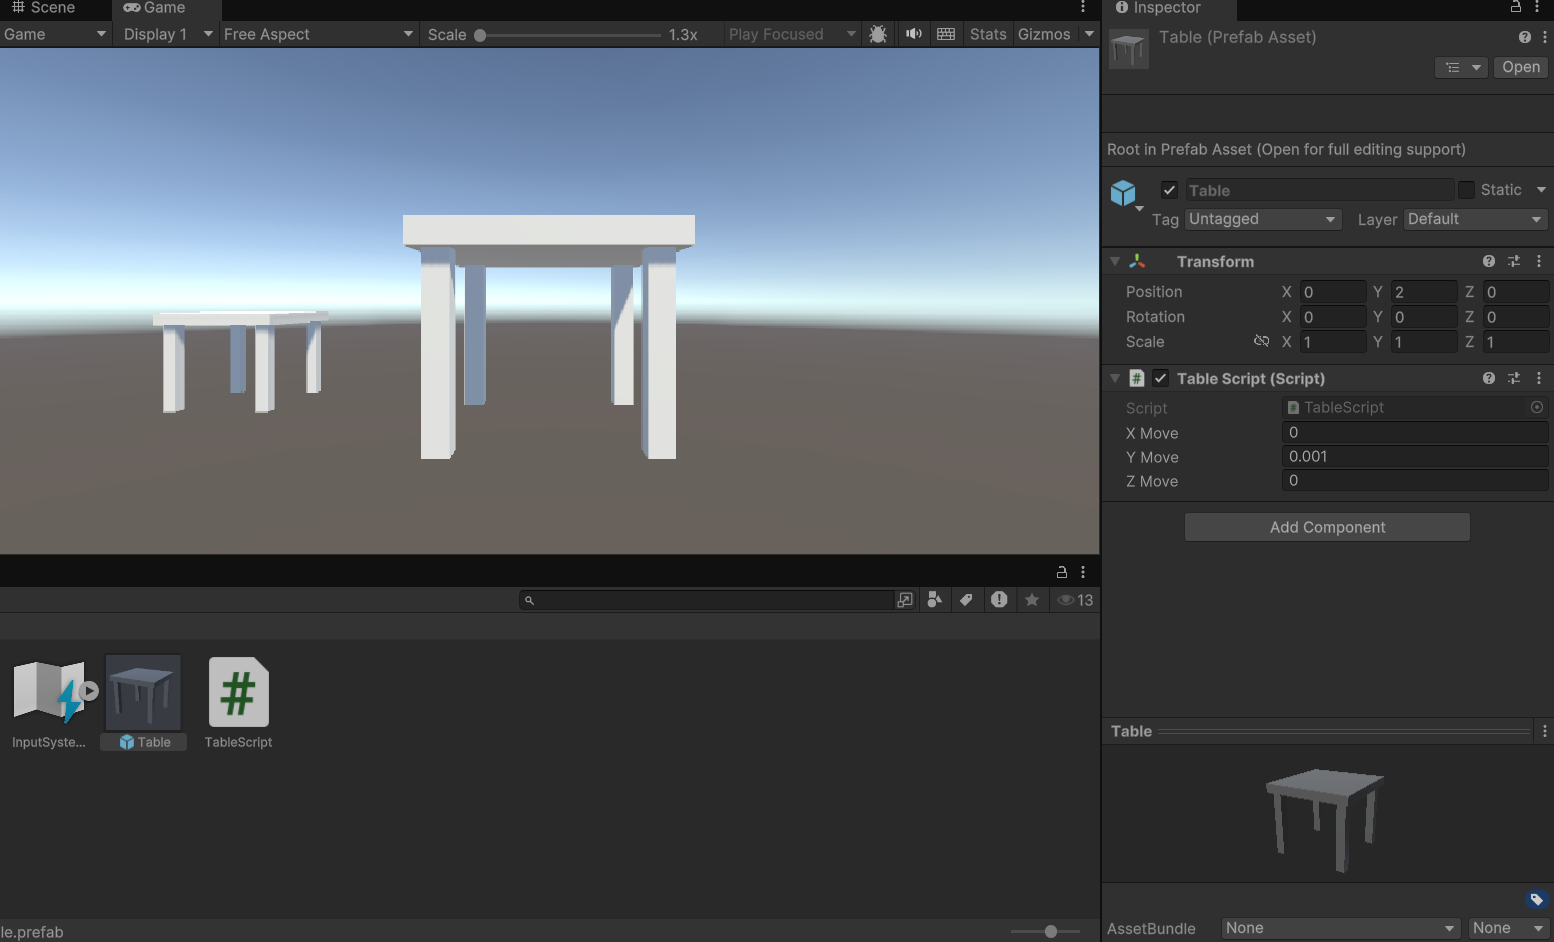 Scene Game
Game Display 1 Free Aspect Scale 1.3x Play Focused Stats Gizmos
13
InputSyste... Table TableScript
le.prefab
Inspector
Table (Prefab Asset)
Open
Root in Prefab Asset (Open for full editing support)
Table Static
Tag Untagged Layer Default
Transform
Position X 0 Y 2 Z 0
Rotation X 0 Y 0 Z 0
Scale X 1 Y 1 Z 1
# Table Script (Script)
Script # TableScript
X Move 0
Y Move 0.001
Z Move 0
Add Component
Table
AssetBundle None None